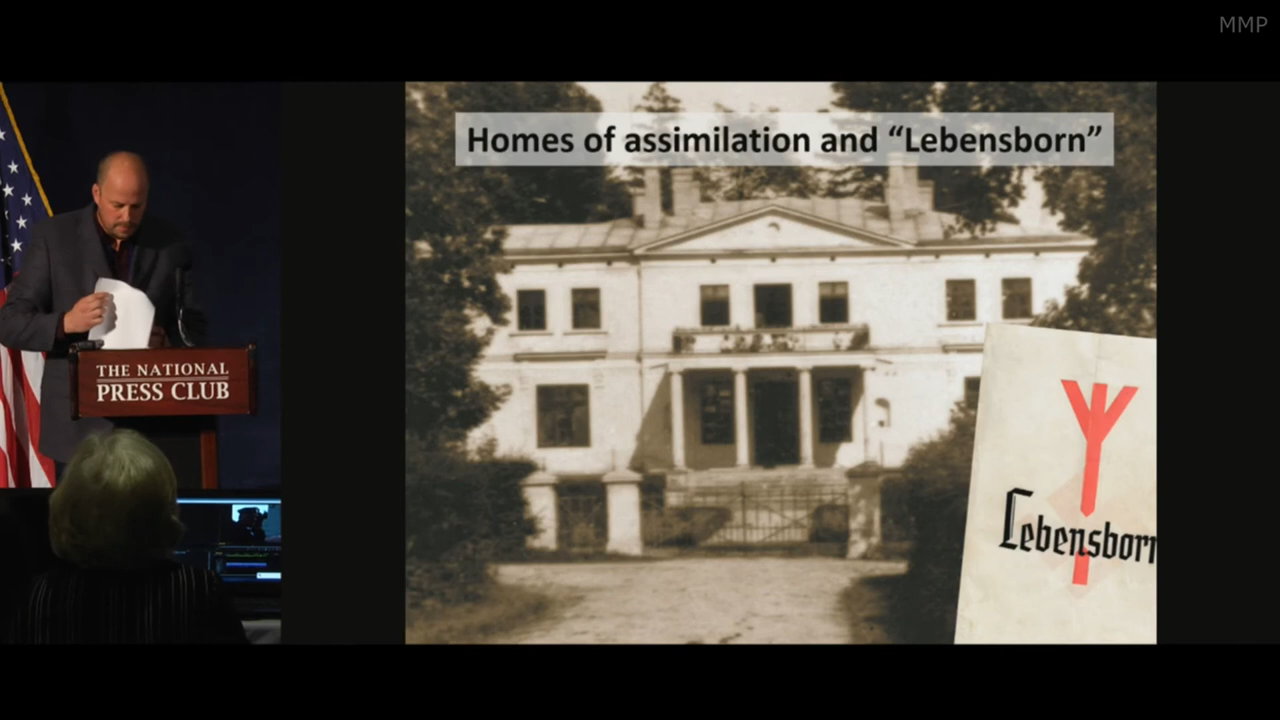 MMP
Homes of assimilation and “Lebensborn”
THE NATIONAL
PRESS CLUB
Lebensborn